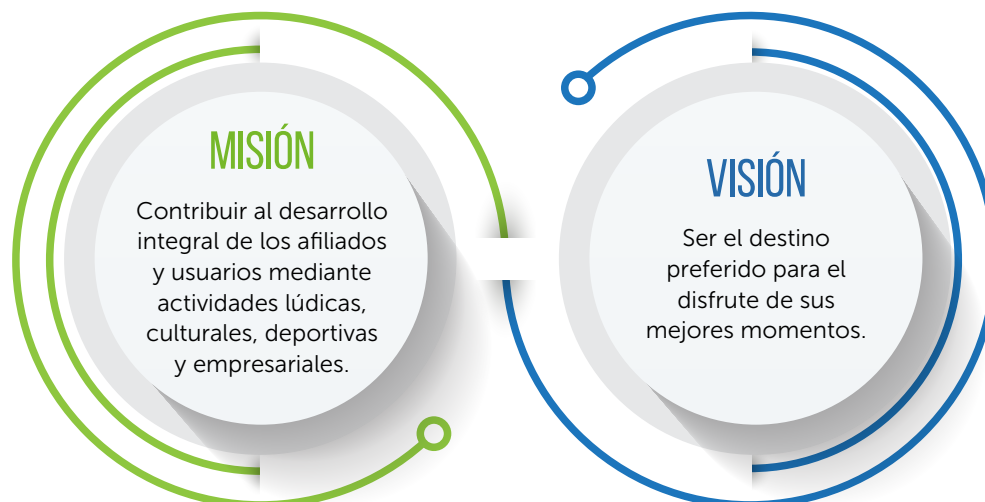 MISIÓN
Contribuir al desarrollo
integral de los afiliados
y usuarios mediante
actividades lúdicas,
culturales, deportivas
y empresariales.
VISIÓN
Ser el destino
preferido para el
disfrute de sus
mejores momentos.